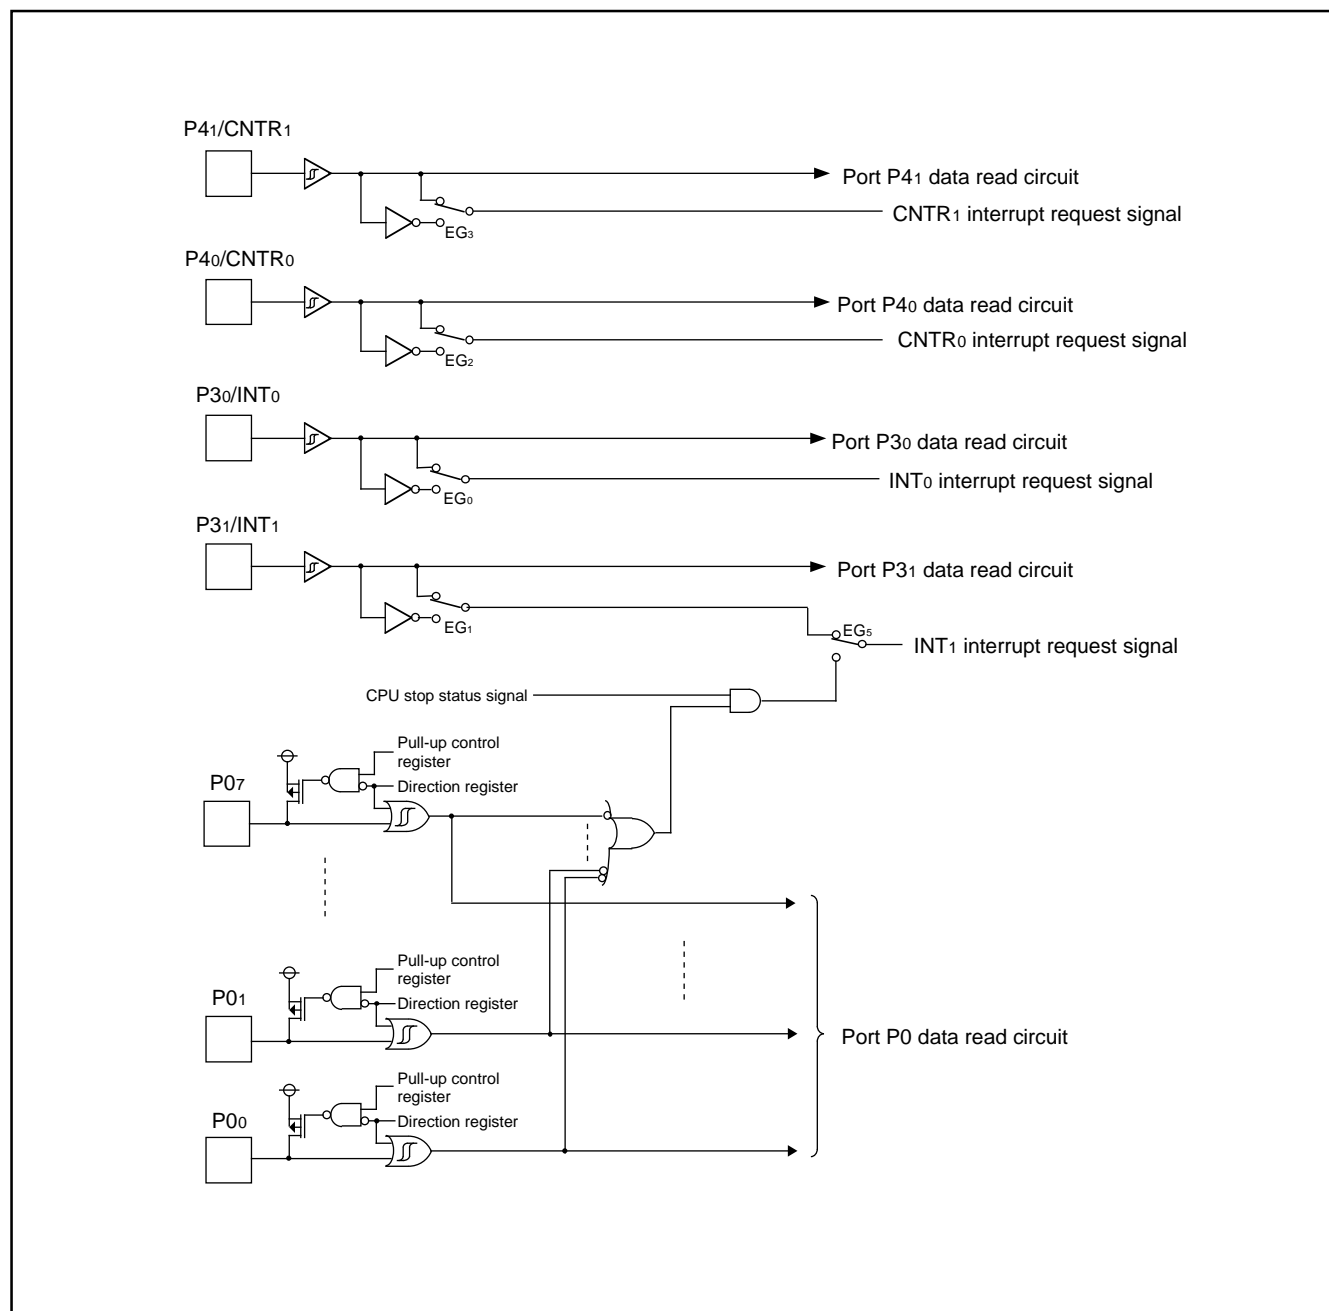 P41/CNTR1
Port P41 data read circuit
CNTR1 interrupt request signal
EG3
P40/CNTR0
Port P40 data read circuit
CNTR0 interrupt request signal
EG2
P30/INT0
Port P30 data read circuit
INT0 interrupt request signal
EG0
P31/INT1
Port P31 data read circuit
EG1
EG5
INT1 interrupt request signal
CPU stop status signal
Pull-up control
register
Direction register
P07
Pull-up control
register
Direction register
P01
Port P0 data read circuit
Pull-up control
register
Direction register
P00